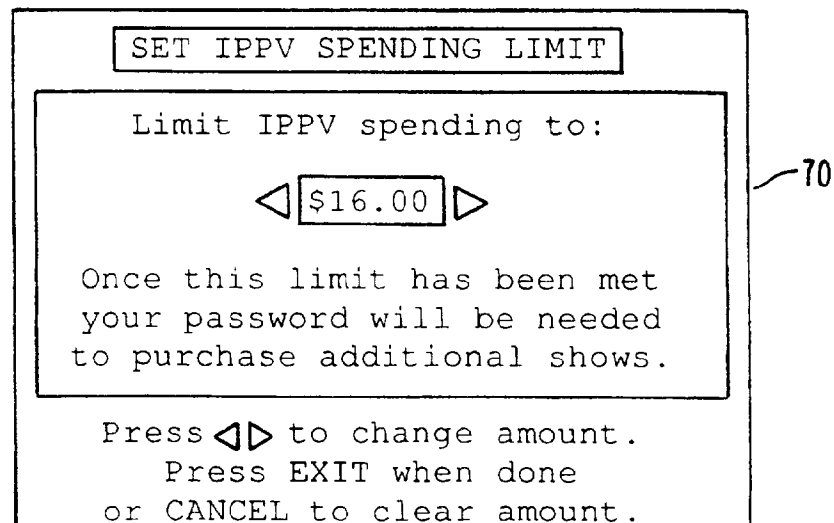 SET IPPV SPENDING LIMIT
Limit IPPV spending to:
◁ $16.00 ▷
70
Once this limit has been met
your password will be needed
to purchase additional shows.
Press ◁▷ to change amount.
Press EXIT when done
or CANCEL to clear amount.